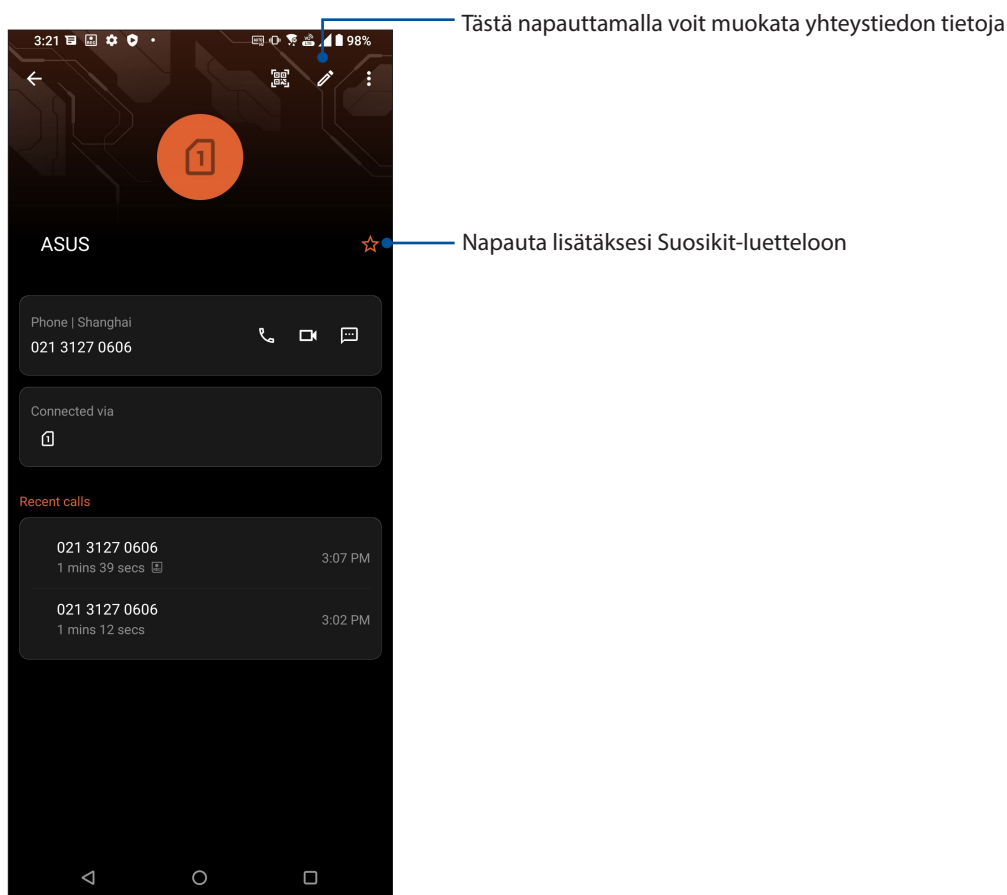 Tästä napauttamalla voit muokata yhteystiedon tietoja
3:21
98%
1
ASUS
Napauta lisätäksesi Suosikit-luetteloon
Phone | Shanghai
021 3127 0606
Connected via
1
Recent calls
021 3127 0606
3:07 PM
1 mins 39 secs
021 3127 0606
3:02 PM
1 mins 12 secs